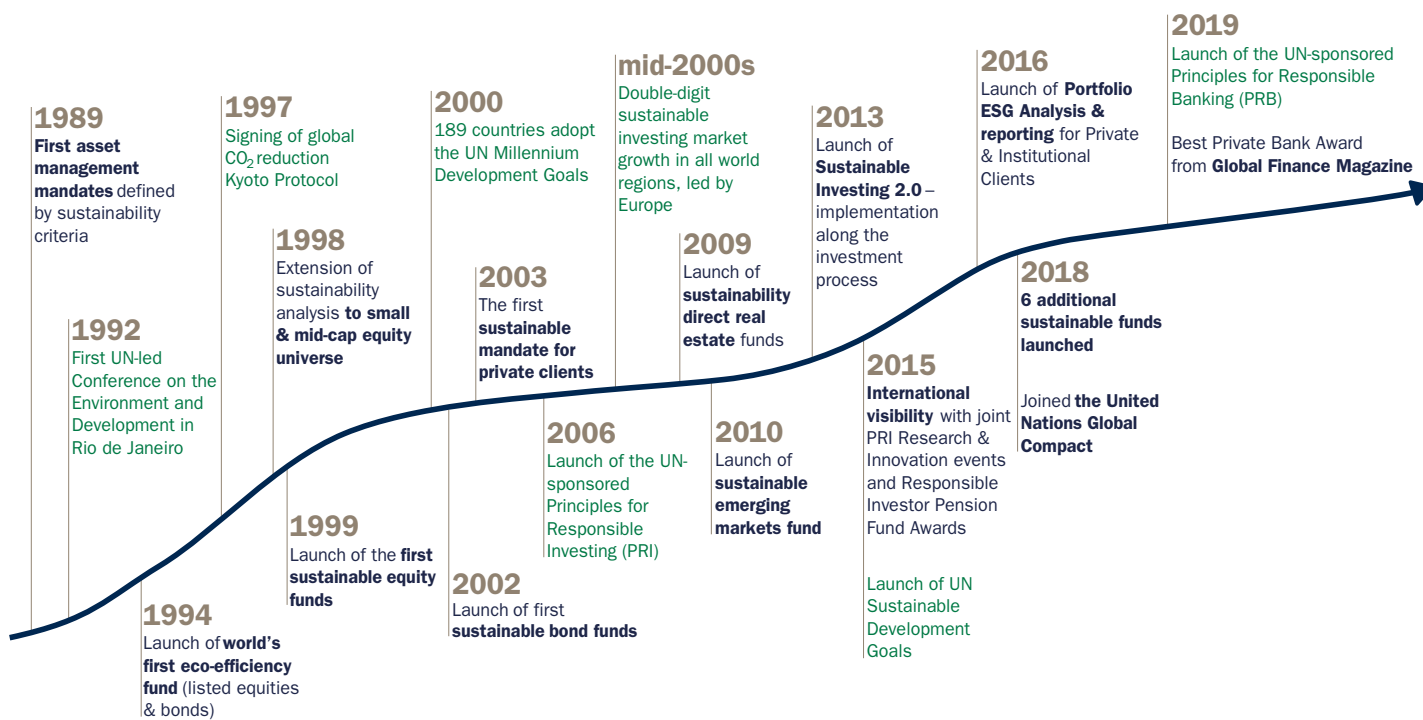 1989
First asset
management
mandates defined
by sustainability
criteria
1992
First UN-led
Conference on the
Environment and
Development in
Rio de Janeiro
1994
Launch of world’s
first eco-efficiency
fund (listed equities
& bonds)
1997
Signing of global
CO2 reduction
Kyoto Protocol
1998
Extension of
sustainability
analysis to small
& mid-cap equity
universe
1999
Launch of the first
sustainable equity
funds
2000
189 countries adopt
the UN Millennium
Development Goals
2002
Launch of first
sustainable bond funds
2003
The first
sustainable
mandate for
private clients
mid-2000s
Double-digit
sustainable
investing market
growth in all world
regions, led by
Europe
2006
Launch of the UN-
sponsored
Principles for
Responsible
Investing (PRI)
2009
Launch of
sustainability
direct real
estate funds
2010
Launch of
sustainable
emerging
markets fund
2013
Launch of
Sustainable
Investing 2.0 –
implementation
along the
investment
process
2015
International
visibility with joint
PRI Research &
Innovation events
and Responsible
Investor Pension
Fund Awards
Launch of UN
Sustainable
Development
Goals
2016
Launch of Portfolio
ESG Analysis &
reporting for Private
& Institutional
Clients
2018
6 additional
sustainable funds
launched
Joined the United
Nations Global
Compact
2019
Launch of the UN-sponsored
Principles for Responsible
Banking (PRB)
Best Private Bank Award
from Global Finance Magazine